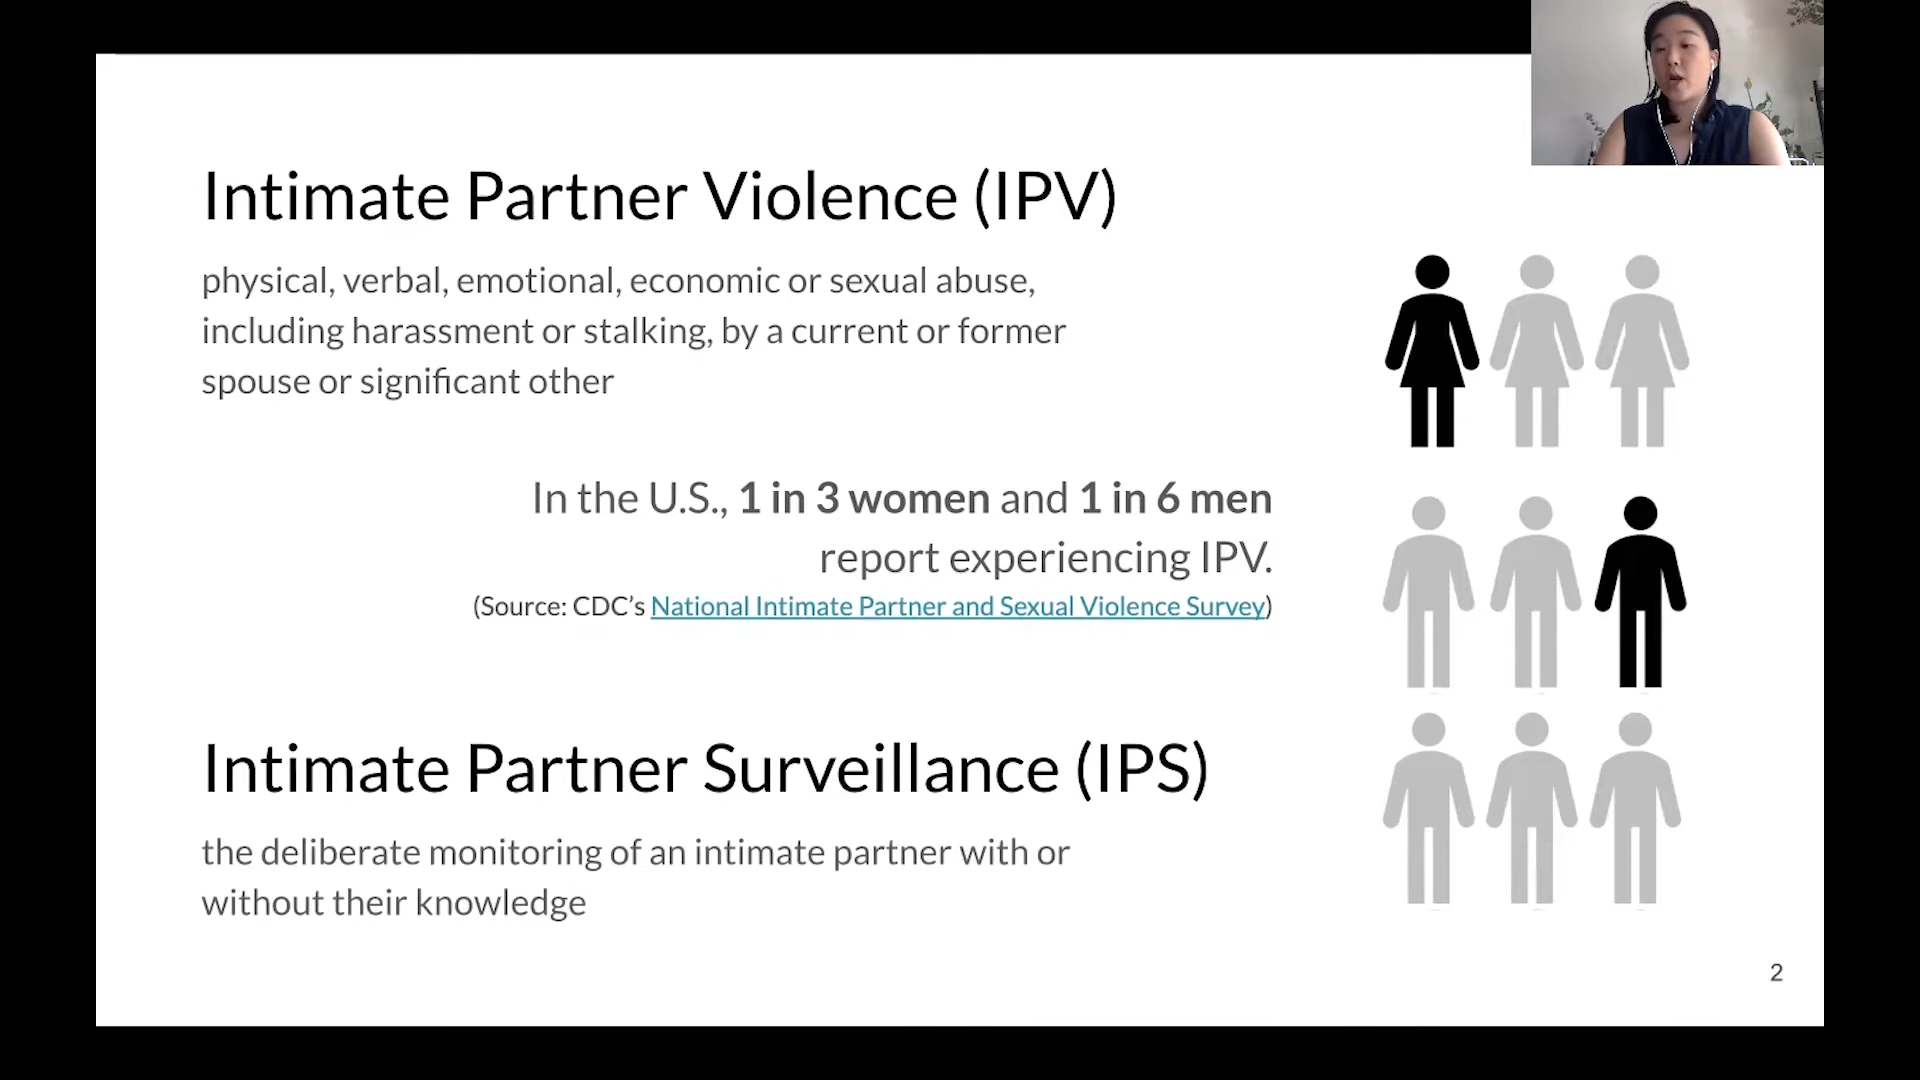 Intimate Partner Violence (IPV)
physical, verbal, emotional, economic or sexual abuse,
including harassment or stalking, by a current or former
spouse or significant other
In the U.S., 1 in 3 women and 1 in 6 men
report experiencing IPV.
(Source: CDC’s National Intimate Partner and Sexual Violence Survey)
Intimate Partner Surveillance (IPS)
the deliberate monitoring of an intimate partner with or
without their knowledge
2